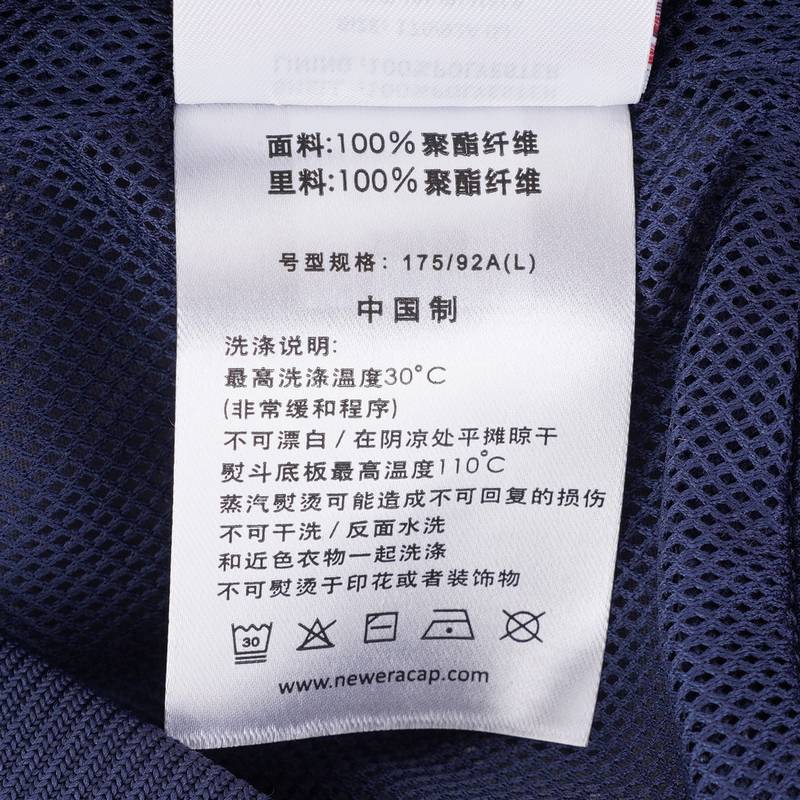 面料:100%聚酯纤维
里料:100%聚酯纤维
号型规格: 175/92A(L)
中国制
洗涤说明:
最高洗涤温度30°C
(非常缓和程序)
不可漂白/在阴凉处平摊晾干
熨斗底板最高温度110°C
蒸汽熨烫可能造成不可回复的损伤
不可干洗/反面水洗
和近色衣物一起洗涤
不可熨烫于印花或者装饰物
30
www.neweracap.com